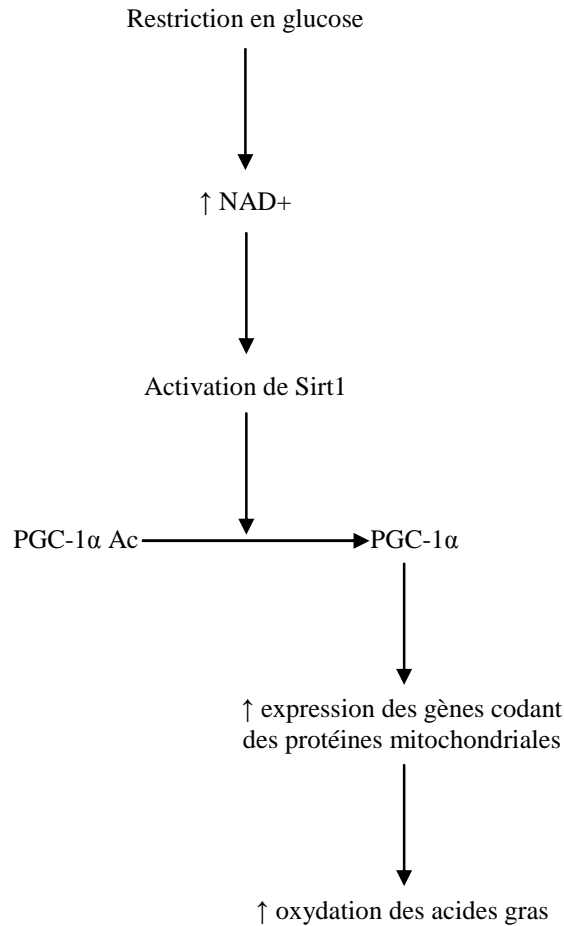 Restriction en glucose
↑ NAD+
Activation de Sirt1
PGC-1α Ac
PGC-1α
↑ expression des gènes codant
des protéines mitochondriales
↑ oxydation des acides gras